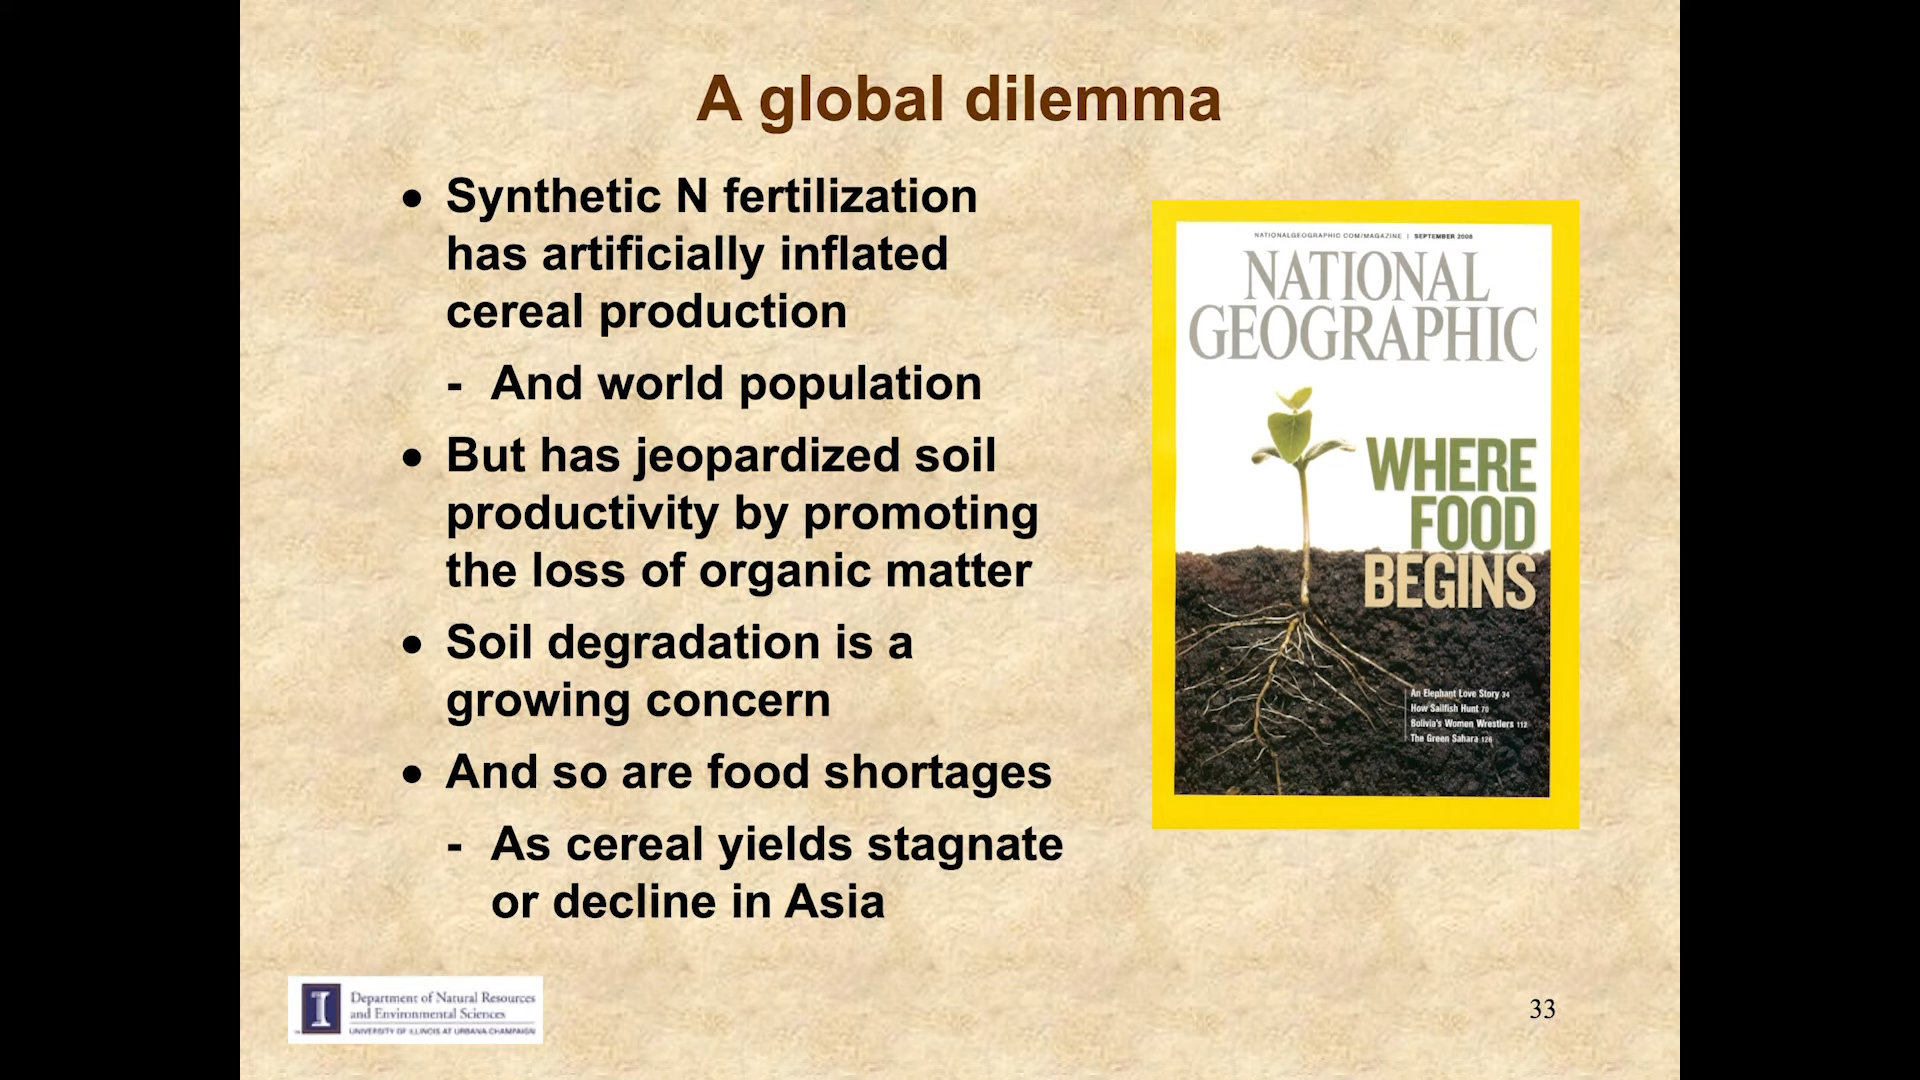 A global dilemma
• Synthetic N fertilization
has artificially inflated
cereal production
- And world population
• But has jeopardized soil
productivity by promoting
the loss of organic matter
• Soil degradation is a
growing concern
• And so are food shortages
- As cereal yields stagnate
or decline in Asia
NATIONALGEOGRAPHIC.COM/MAGAZINE | SEPTEMBER 2008
NATIONAL
GEOGRAPHIC
WHERE
FOOD
BEGINS
An Elephant Love Story 34
How Sailfish Hunt 70
Bolivia's Women Wrestlers 112
The Green Sahara 126
I
Department of Natural Resources
and Environmental Sciences
UNIVERSITY OF ILLINOIS AT URBANA-CHAMPAIGN
33